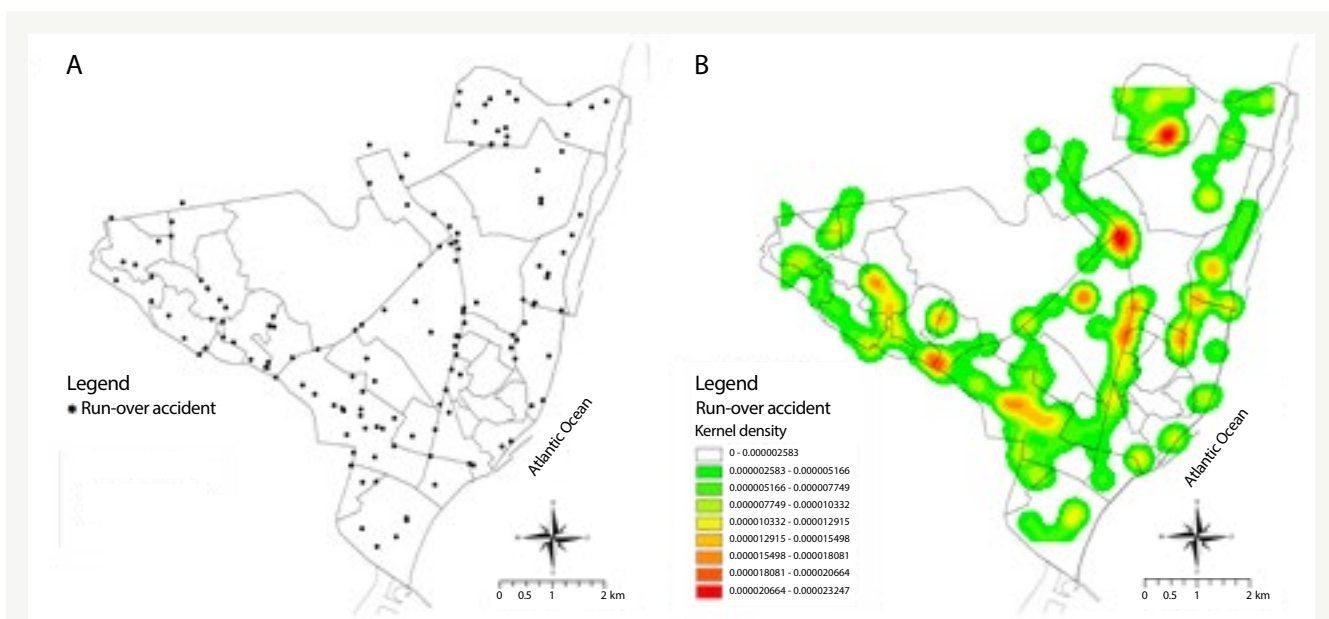 A
Legend
Run-over accident
Atlantic Ocean
0 0.5 1 2 km
B
Legend
Run-over accident
Kernel density
0 - 0.000002583
0.000002583 - 0.000005166
0.000005166 - 0.000007749
0.000007749 - 0.000010332
0.000010332 - 0.000012915
0.000012915 - 0.000015498
0.000015498 - 0.000018081
0.000018081 - 0.000020664
0.000020664 - 0.000023247
Atlantic Ocean
0 0.5 1 2 km